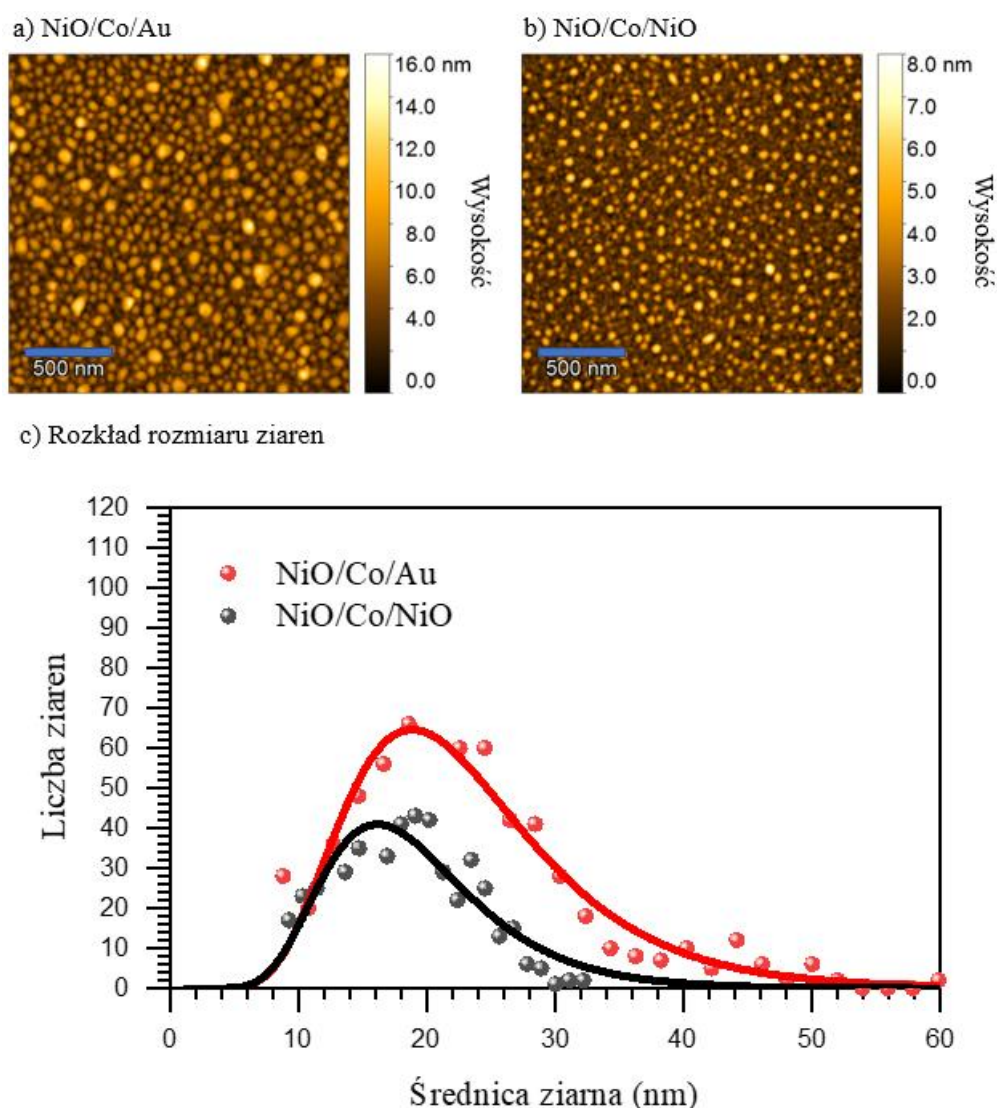 a) NiO/Co/Au
b) NiO/Co/NiO
16.0 nm
14.0
12.0
10.0
8.0
6.0
4.0
0.0
Wysokość
500 nm
8.0 nm
7.0
6.0
5.0
4.0
3.0
2.0
0.0
Wysokość
500 nm
c) Rozkład rozmiaru ziaren
120
110
100
90
80
70
60
50
40
30
20
10
0
Liczba ziaren
NiO/Co/Au
NiO/Co/NiO
0 10 20 30 40 50 60
Średnica ziarna (nm)